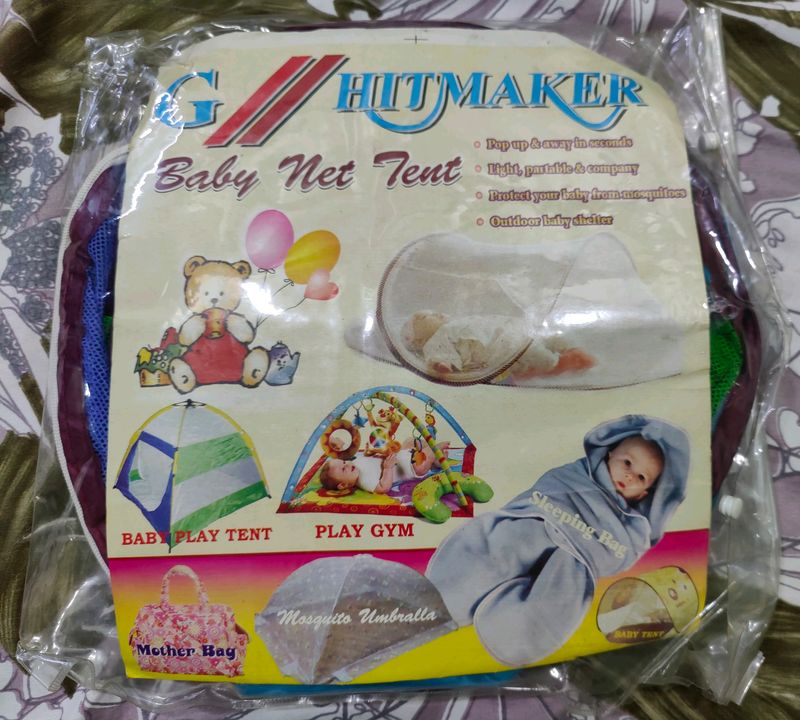 G HITMAKER
Baby Net Tent
Pop up & away in seconds
Light, partable & company
Protect your baby from mosquitoes
Outdoor baby shelter
BABY PLAY TENT
PLAY GYM
Sleeping Bag
Mother Bag
Mosquito Umbralla
BABY TENT